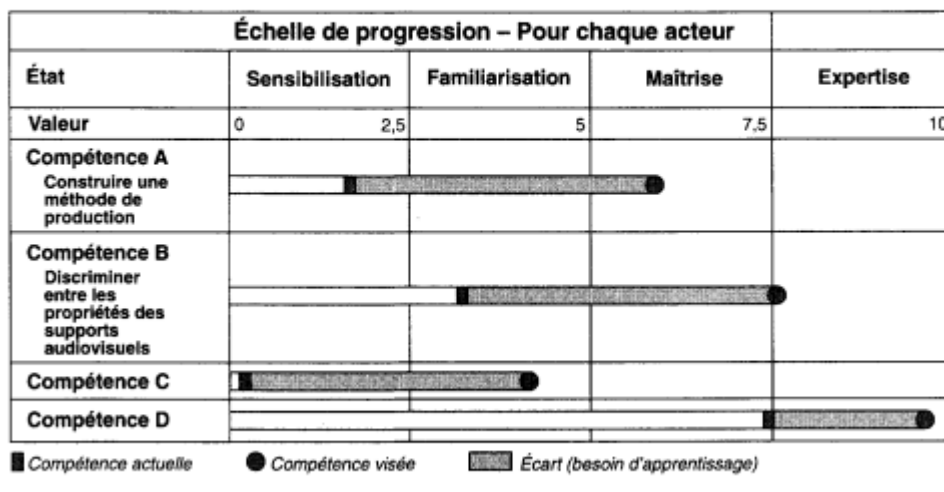 Échelle de progression – Pour chaque acteur
État Sensibilisation Familiarisation Maîtrise Expertise
Valeur 0 2,5 5 7,5 10
Compétence A
Construire une
méthode de
production
Compétence B
Discriminer
entre les
propriétés des
supports
audiovisuels
Compétence C
Compétence D
Compétence actuelle Compétence visée Écart (besoin d'apprentissage)